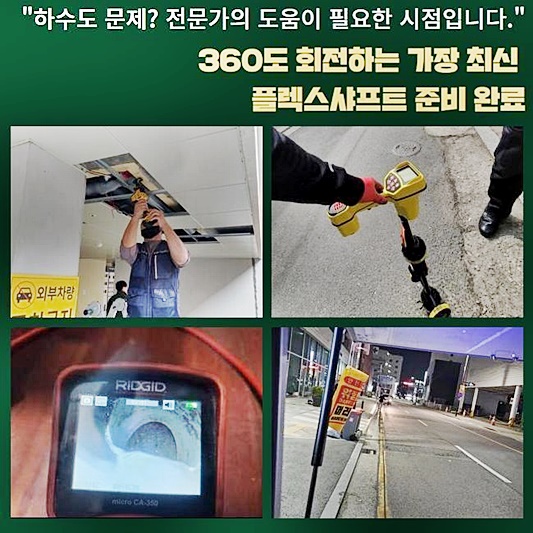 "하수도 문제? 전문가의 도움이 필요한 시점입니다."
360도 회전하는 가장 최신
플렉스샤프트 준비 완료
외부차량
RIDGID
micro CA-350